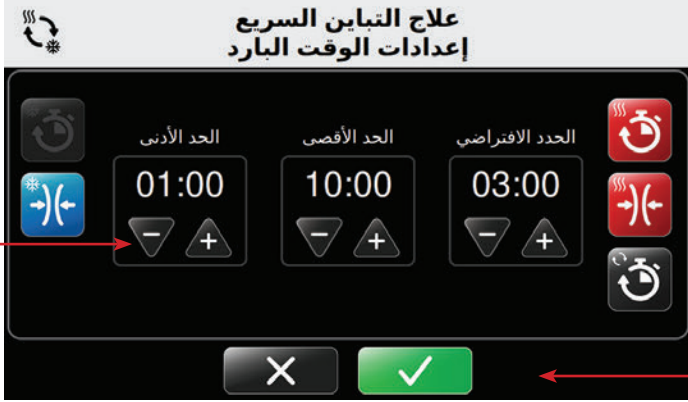 علاج التباين السريع
إعدادات الوقت البارد
الحدد الافتراضي
الحد الأقصى
الحد الأدنى
03:00
10:00
01:00